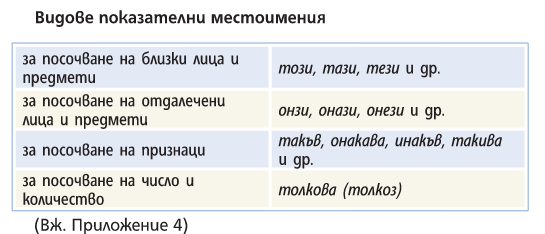 Видове показателни местоимения
за посочване на близки лица и
предмети
този, тази, тези и др.
за посочване на отдалечени
лица и предмети
онзи, онази, онези и др.
за посочване на признаци
такъв, онакава, инакъв, такива
и др.
за посочване на число и
количество
толкова (толкоз)
(Вж. Приложение 4)